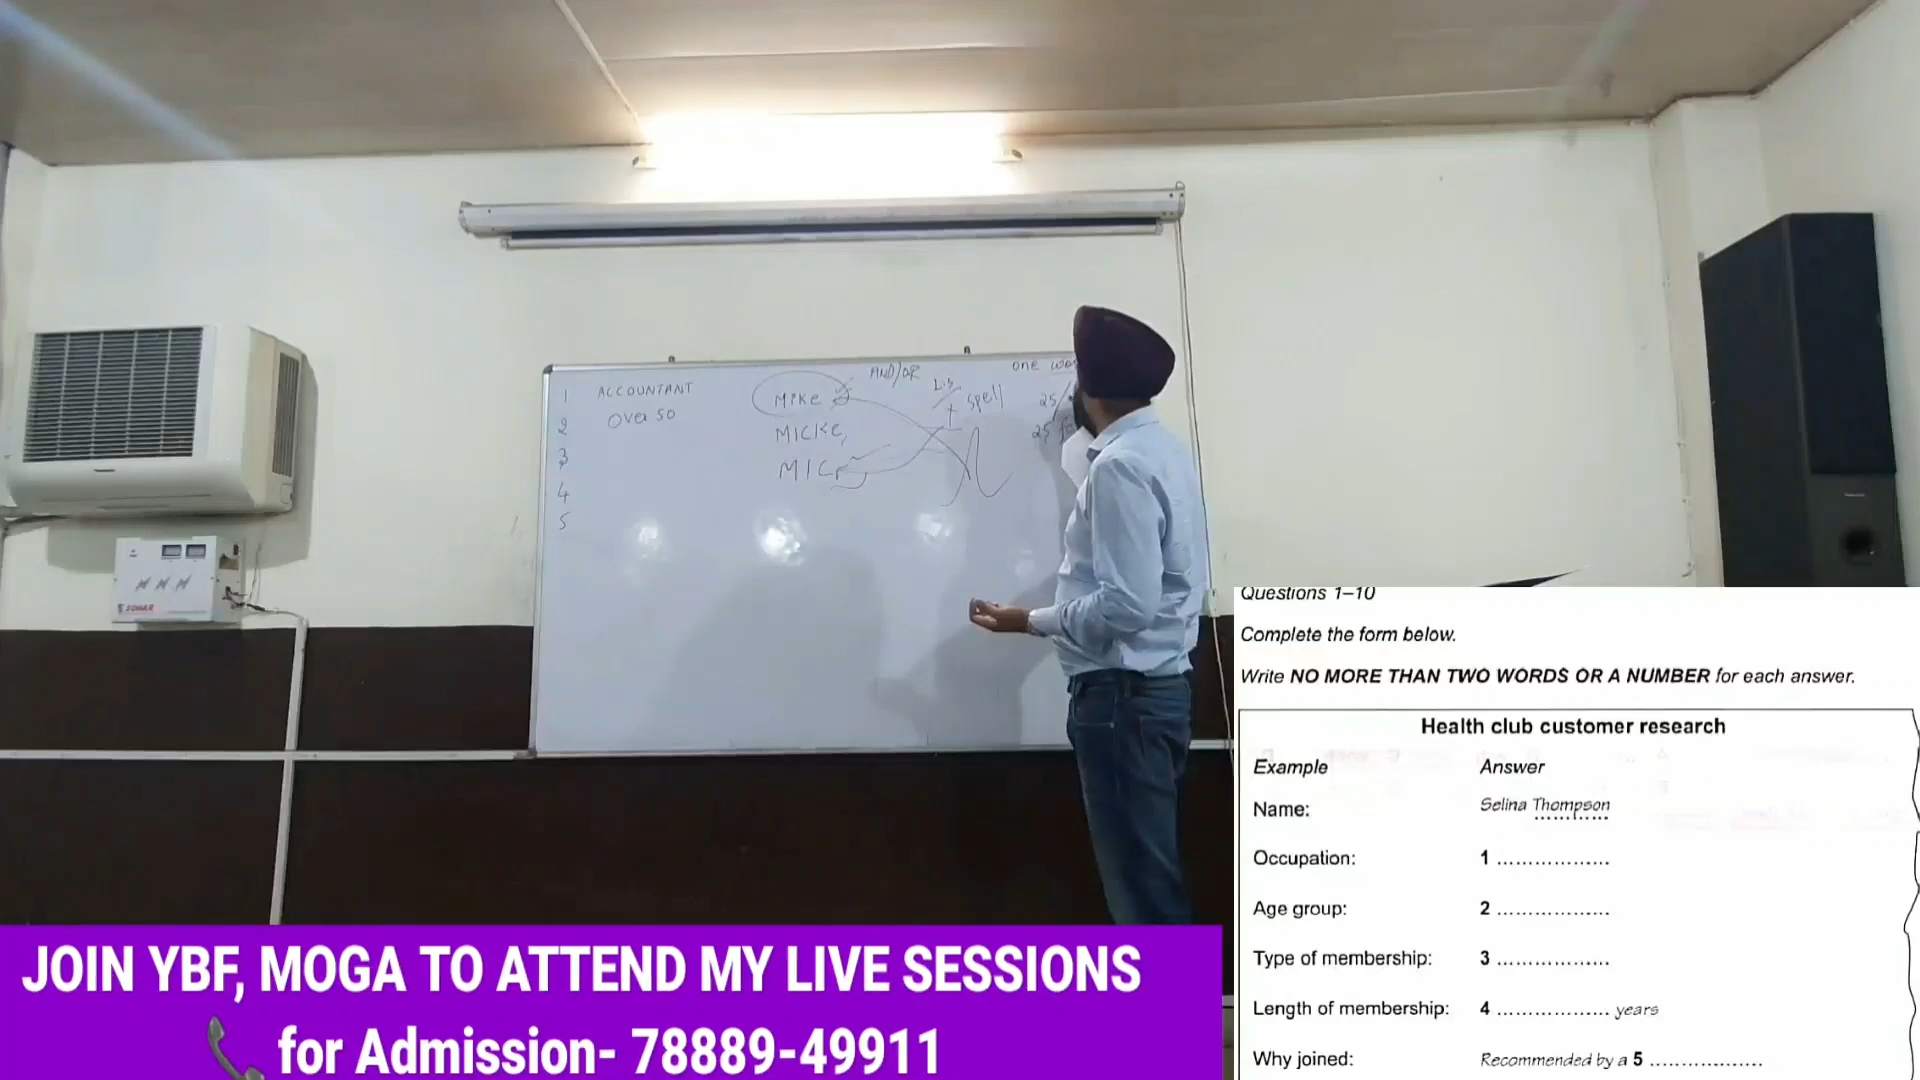 1 ACCOUNTANT
2 Over 50
3
4
5
Mike
MICKE
MIC
AND/OR
spell
one
25
25
SONAR
Questions 1–10
Complete the form below.
Write NO MORE THAN TWO WORDS OR A NUMBER for each answer.
Health club customer research
Example Answer
Name: Selina Thompson
Occupation: 1 ..................
Age group: 2 ..................
Type of membership: 3 ..................
Length of membership: 4 .................. years
Why joined: Recommended by a 5 ..................
JOIN YBF, MOGA TO ATTEND MY LIVE SESSIONS
for Admission- 78889-49911